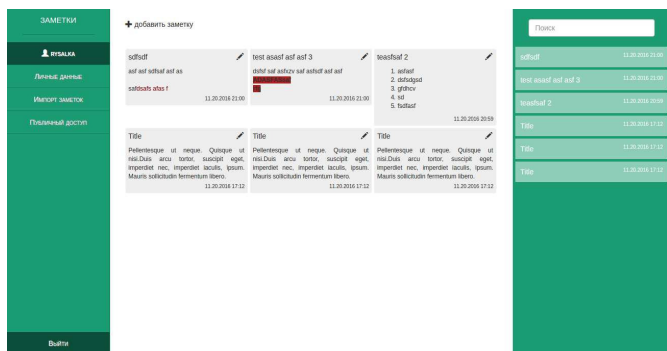 ЗАМЕТКИ
RYSALKA
Личные данные
Импорт заметок
Публичный доступ
Выйти
добавить заметку
sdfsdf
asf asf sdfsaf asf as
safdsafs afas f
11.20.2016 21:00
test asasf asf asf 3
11.20.2016 21:00
teasfsaf 2
1. asfasf
2. dsfsdgsd
3. gfdhcv
4. sd
5. fsdfasf
11.20.2016 20:59
Title
Pellentesque ut neque. Quisque ut
nisi.Duis arcu tortor, suscipit eget,
imperdiet nec, imperdiet iaculis, ipsum.
Mauris sollicitudin fermentum libero.
11.20.2016 17:12
Title
Pellentesque ut neque. Quisque ut
nisi.Duis arcu tortor, suscipit eget,
imperdiet nec, imperdiet iaculis, ipsum.
Mauris sollicitudin fermentum libero.
11.20.2016 17:12
Title
Pellentesque ut neque. Quisque ut
nisi.Duis arcu tortor, suscipit eget,
imperdiet nec, imperdiet iaculis, ipsum.
Mauris sollicitudin fermentum libero.
11.20.2016 17:12
Поиск
sdfsdf 11.20.2016 21:00
test asasf asf asf 3 11.20.2016 21:00
teasfsaf 2 11.20.2016 20:59
Title 11.20.2016 17:12
Title 11.20.2016 17:12
Title 11.20.2016 17:12